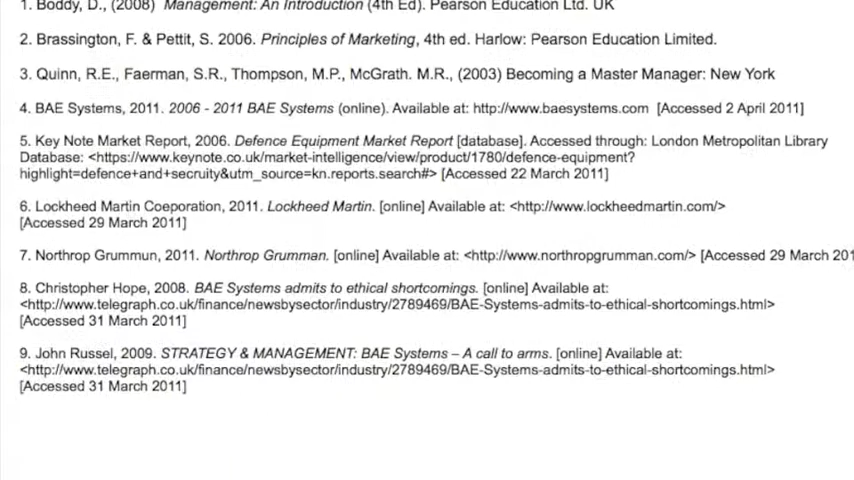 1. Boddy, D., (2008) Management: An Introduction (4th Ed). Pearson Education Ltd. UK
2. Brassington, F. & Pettit, S. 2006. Principles of Marketing, 4th ed. Harlow: Pearson Education Limited.
3. Quinn, R.E., Faerman, S.R., Thompson, M.P., McGrath. M.R., (2003) Becoming a Master Manager: New York
4. BAE Systems, 2011. 2006 - 2011 BAE Systems (online). Available at: http://www.baesystems.com [Accessed 2 April 2011]
5. Key Note Market Report, 2006. Defence Equipment Market Report [database]. Accessed through: London Metropolitan Library
Database: <https://www.keynote.co.uk/market-intelligence/view/product/1780/defence-equipment?
highlight=defence+and+secruity&utm_source=kn.reports.search#> [Accessed 22 March 2011]
6. Lockheed Martin Coeporation, 2011. Lockheed Martin. [online] Available at: <http://www.lockheedmartin.com/>
[Accessed 29 March 2011]
7. Northrop Grummun, 2011. Northrop Grumman. [online] Available at: <http://www.northropgrumman.com/> [Accessed 29 March 201
8. Christopher Hope, 2008. BAE Systems admits to ethical shortcomings. [online] Available at:
<http://www.telegraph.co.uk/finance/newsbysector/industry/2789469/BAE-Systems-admits-to-ethical-shortcomings.html>
[Accessed 31 March 2011]
9. John Russel, 2009. STRATEGY & MANAGEMENT: BAE Systems – A call to arms. [online] Available at:
<http://www.telegraph.co.uk/finance/newsbysector/industry/2789469/BAE-Systems-admits-to-ethical-shortcomings.html>
[Accessed 31 March 2011]